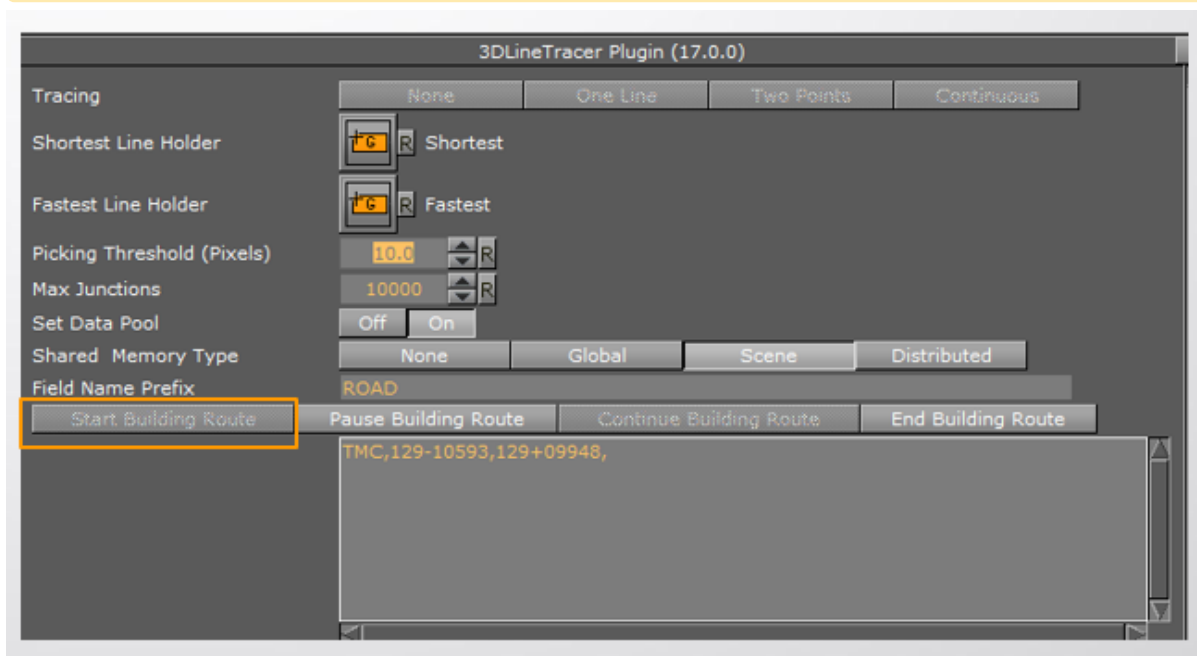 3DLineTracer Plugin (17.0.0)
Tracing None One Line Two Points Continuous
Shortest Line Holder G R Shortest
Fastest Line Holder G R Fastest
Picking Threshold (Pixels) 10.0 R
Max Junctions 10000 R
Set Data Pool Off On
Shared Memory Type None Global Scene Distributed
Field Name Prefix ROAD
Start Building Route Pause Building Route Continue Building Route End Building Route
TMC,129-10593,129+09948,